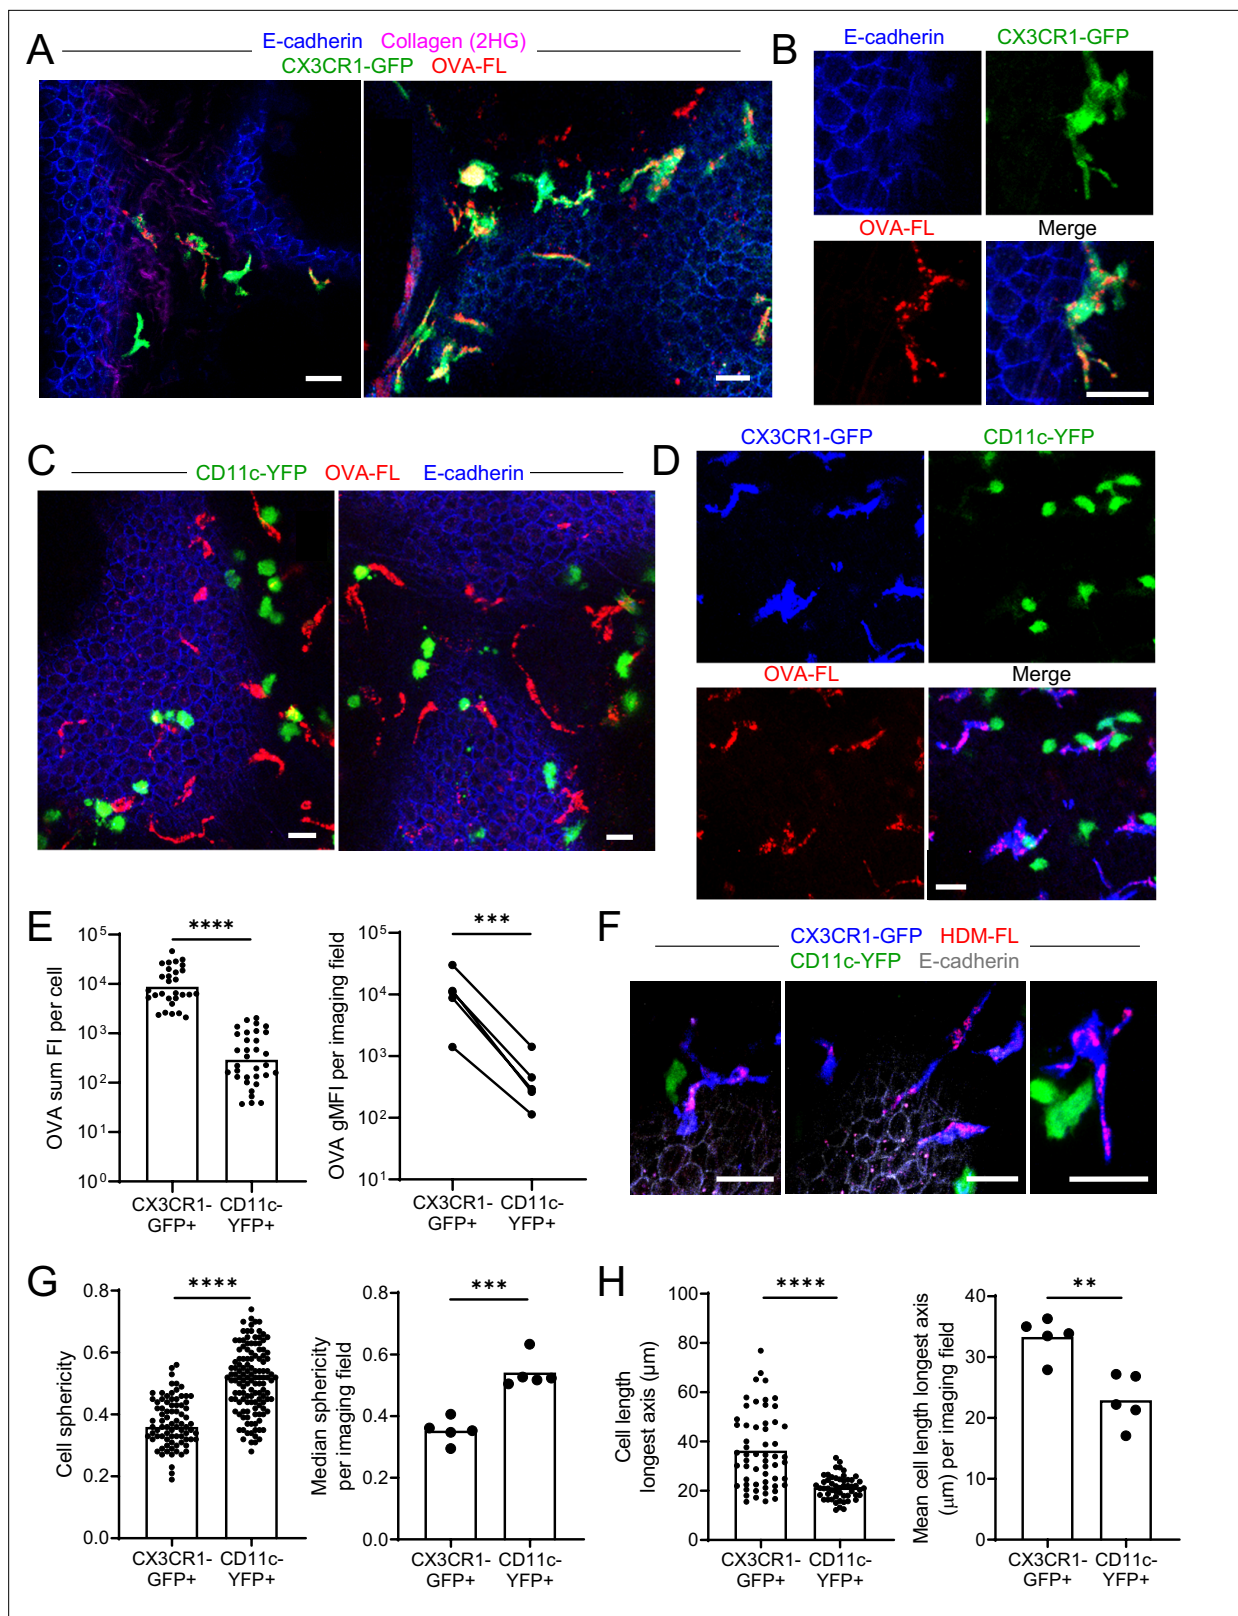 A
E-cadherin Collagen (2HG)
CX3CR1-GFP OVA-FL
B
E-cadherin
CX3CR1-GFP
OVA-FL
Merge
C
CD11c-YFP OVA-FL E-cadherin
D
CX3CR1-GFP
CD11c-YFP
OVA-FL
Merge
E
OVA sum FI per cell
10⁵
10⁴
10³
10²
10¹
10⁰
****
CX3CR1-
GFP+
CD11c-
YFP+
OVA gMFI per imaging field
10⁵
10⁴
10³
10²
10¹
***
CX3CR1-
GFP+
CD11c-
YFP+
F
CX3CR1-GFP HDM-FL
CD11c-YFP E-cadherin
G
Cell sphericity
0.8
0.6
0.4
0.2
0.0
****
CX3CR1-
GFP+
CD11c-
YFP+
Median sphericity
per imaging field
0.8
0.6
0.4
0.2
0.0
***
CX3CR1-
GFP+
CD11c-
YFP+
H
Cell length
longest axis (µm)
100
80
60
40
20
0
****
CX3CR1-
GFP+
CD11c-
YFP+
Mean cell length longest axis
(µm) per imaging field
40
30
20
10
0
**
CX3CR1-
GFP+
CD11c-
YFP+